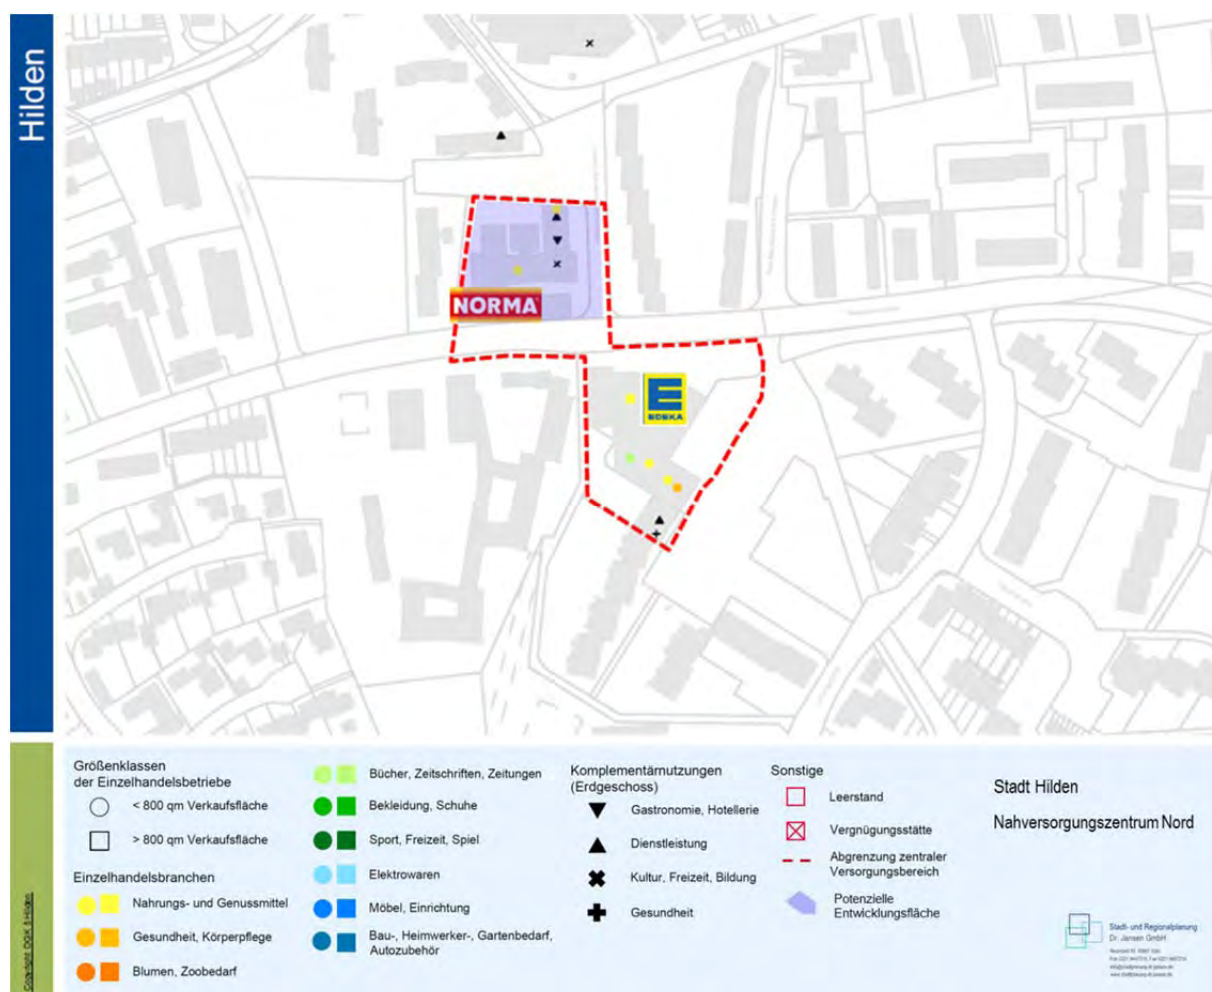 Hilden
NORMA
EDEKA
Größenklassen
der Einzelhandelsbetriebe
< 800 qm Verkaufsfläche
> 800 qm Verkaufsfläche
Einzelhandelsbranchen
Nahrungs- und Genussmittel
Gesundheit, Körperpflege
Blumen, Zoobedarf
Bücher, Zeitschriften, Zeitungen
Bekleidung, Schuhe
Sport, Freizeit, Spiel
Elektrowaren
Möbel, Einrichtung
Bau-, Heimwerker-, Gartenbedarf,
Autozubehör
Komplementärnutzungen
(Erdgeschoss)
Gastronomie, Hotellerie
Dienstleistung
Kultur, Freizeit, Bildung
Gesundheit
Sonstige
Leerstand
Vergnügungsstätte
Abgrenzung zentraler
Versorgungsbereich
Potenzielle
Entwicklungsfläche
Stadt Hilden
Nahversorgungszentrum Nord
Stadt- und Regionalplanung
Dr. Jansen GmbH